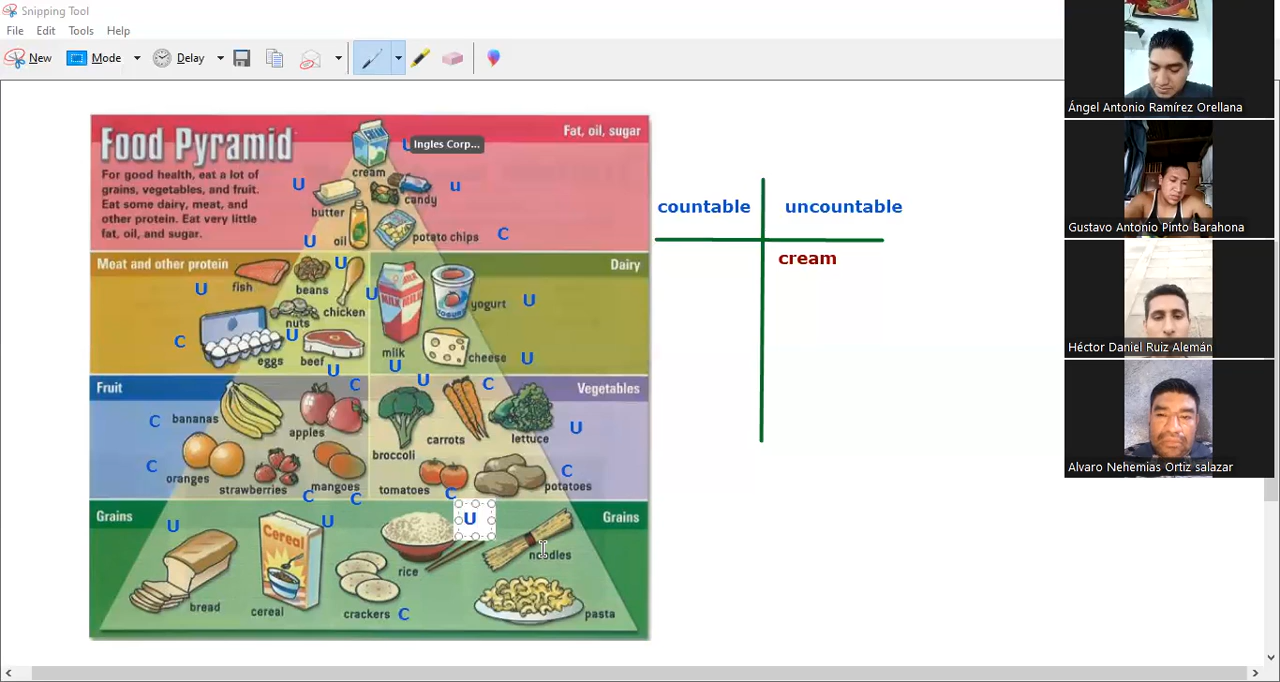 Snipping Tool
File Edit Tools Help
New Mode Delay
Food Pyramid
For good health, eat a lot of
grains, vegetables, and fruit.
Eat some dairy, meat, and
other protein. Eat very little
fat, oil, and sugar.
Fat, oil, sugar
CREAM
Ingles Corp...
cream
U
u
butter
candy
U
oil
potato chips
C
Meat and other protein
Dairy
U
fish
U
beans
U
chicken
nuts
U
C
eggs
beef
U
MILK
milk
U
YOGURT
yogurt
U
cheese
U
Fruit
Vegetables
C
bananas
C
apples
C
oranges
strawberries
C
mangoes
C
U
broccoli
carrots
C
lettuce
U
tomatoes
C
potatoes
C
Grains
Grains
U
bread
Cereal
U
cereal
crackers
C
rice
U
noodles
pasta
countable
uncountable
cream
Ángel Antonio Ramírez Orellana
Gustavo Antonio Pinto Barahona
Héctor Daniel Ruiz Alemán
Alvaro Nehemias Ortiz salazar